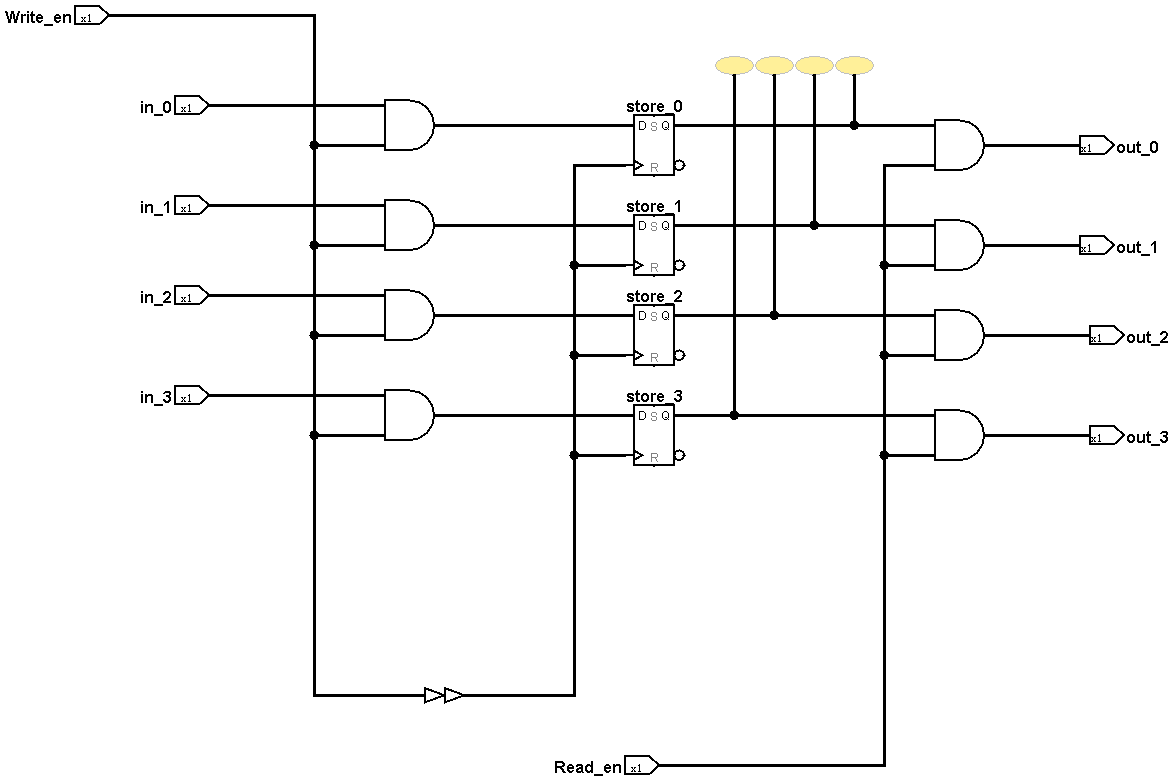 Write_en x1
in_0 x1
store_0
D S Q
R
x1 out_0
in_1 x1
store_1
D S Q
R
x1 out_1
in_2 x1
store_2
D S Q
R
x1 out_2
in_3 x1
store_3
D S Q
R
x1 out_3
Read_en x1